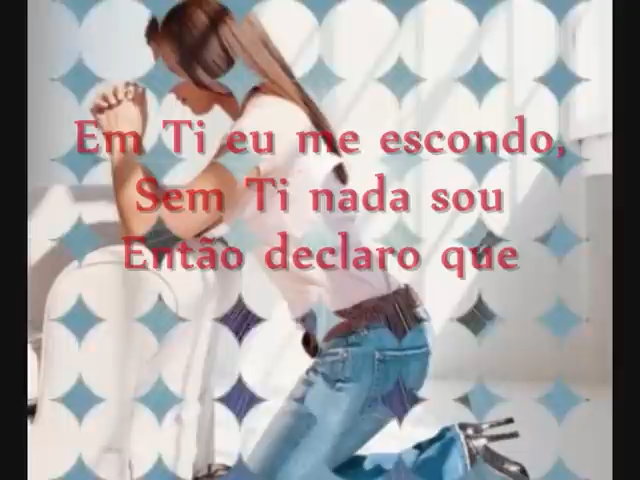 Em Ti eu me escondo,
Sem Ti nada sou
Então declaro que